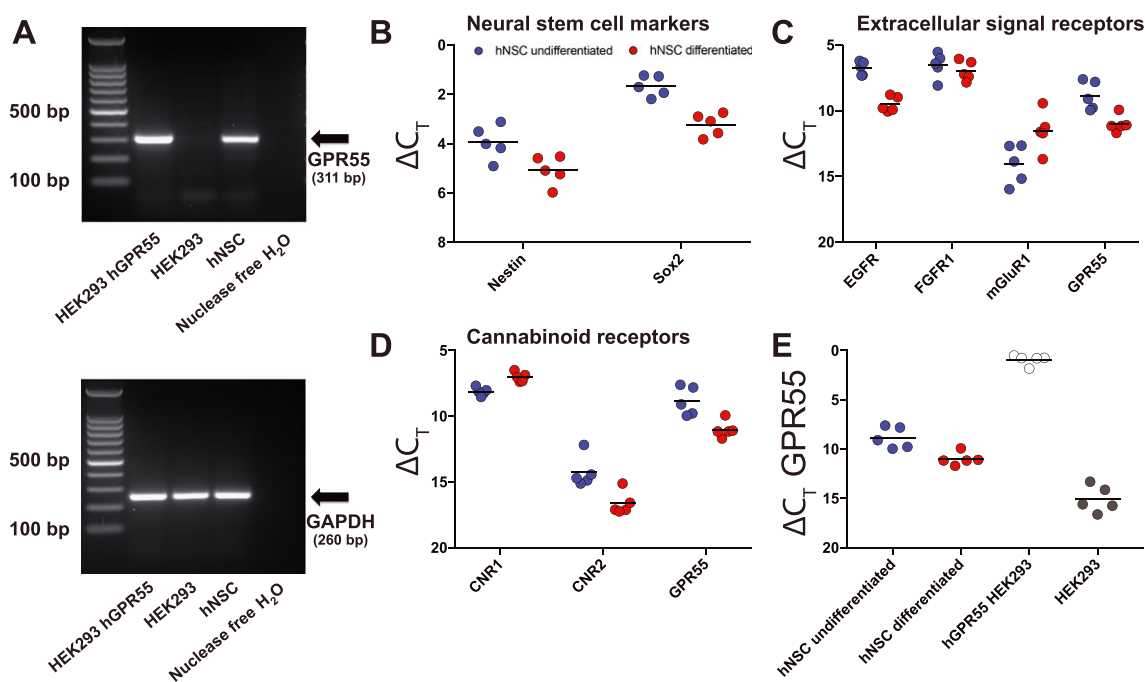 A
500 bp
100 bp
GPR55
(311 bp)
HEK293 hGPR55
HEK293
hNSC
Nuclease free H₂O
500 bp
100 bp
GAPDH
(260 bp)
HEK293 hGPR55
HEK293
hNSC
Nuclease free H₂O
B
Neural stem cell markers
hNSC undifferentiated
hNSC differentiated
ΔC_T
0
2
4
6
8
Nestin
Sox2
C
Extracellular signal receptors
ΔC_T
5
10
15
20
EGFR
FGFR1
mGluR1
GPR55
D
Cannabinoid receptors
ΔC_T
5
10
15
20
CNR1
CNR2
GPR55
E
ΔC_T GPR55
0
5
10
15
20
hNSC undifferentiated
hNSC differentiated
hGPR55 HEK293
HEK293